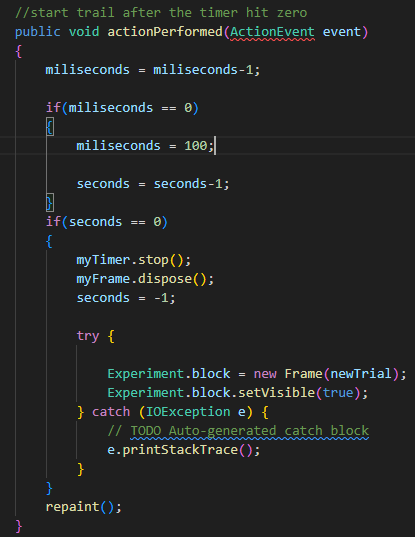 //start trail after the timer hit zero
public void actionPerformed(ActionEvent event)
{
miliseconds = miliseconds-1;
if(miliseconds == 0)
{
miliseconds = 100;
seconds = seconds-1;
}
if(seconds == 0)
{
myTimer.stop();
myFrame.dispose();
seconds = -1;
try {
Experiment.block = new Frame(newTrial);
Experiment.block.setVisible(true);
} catch (IOException e) {
// TODO Auto-generated catch block
e.printStackTrace();
}
}
repaint();
}